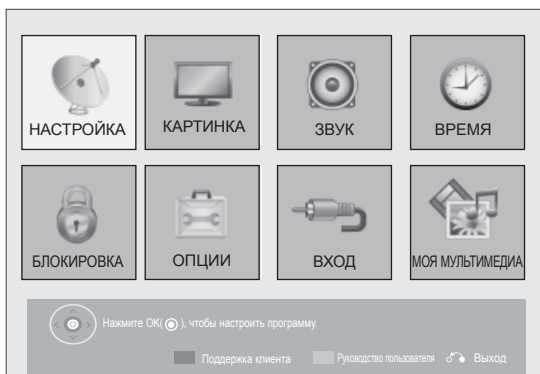 НАСТРОЙКА
КАРТИНКА
ЗВУК
ВРЕМЯ
БЛОКИРОВКА
ОПЦИИ
ВХОД
МОЯ МУЛЬТИМЕДИА
Нажмите OK( ), чтобы настроить программу.
Поддержка клиента
Руководство пользователя
Выход